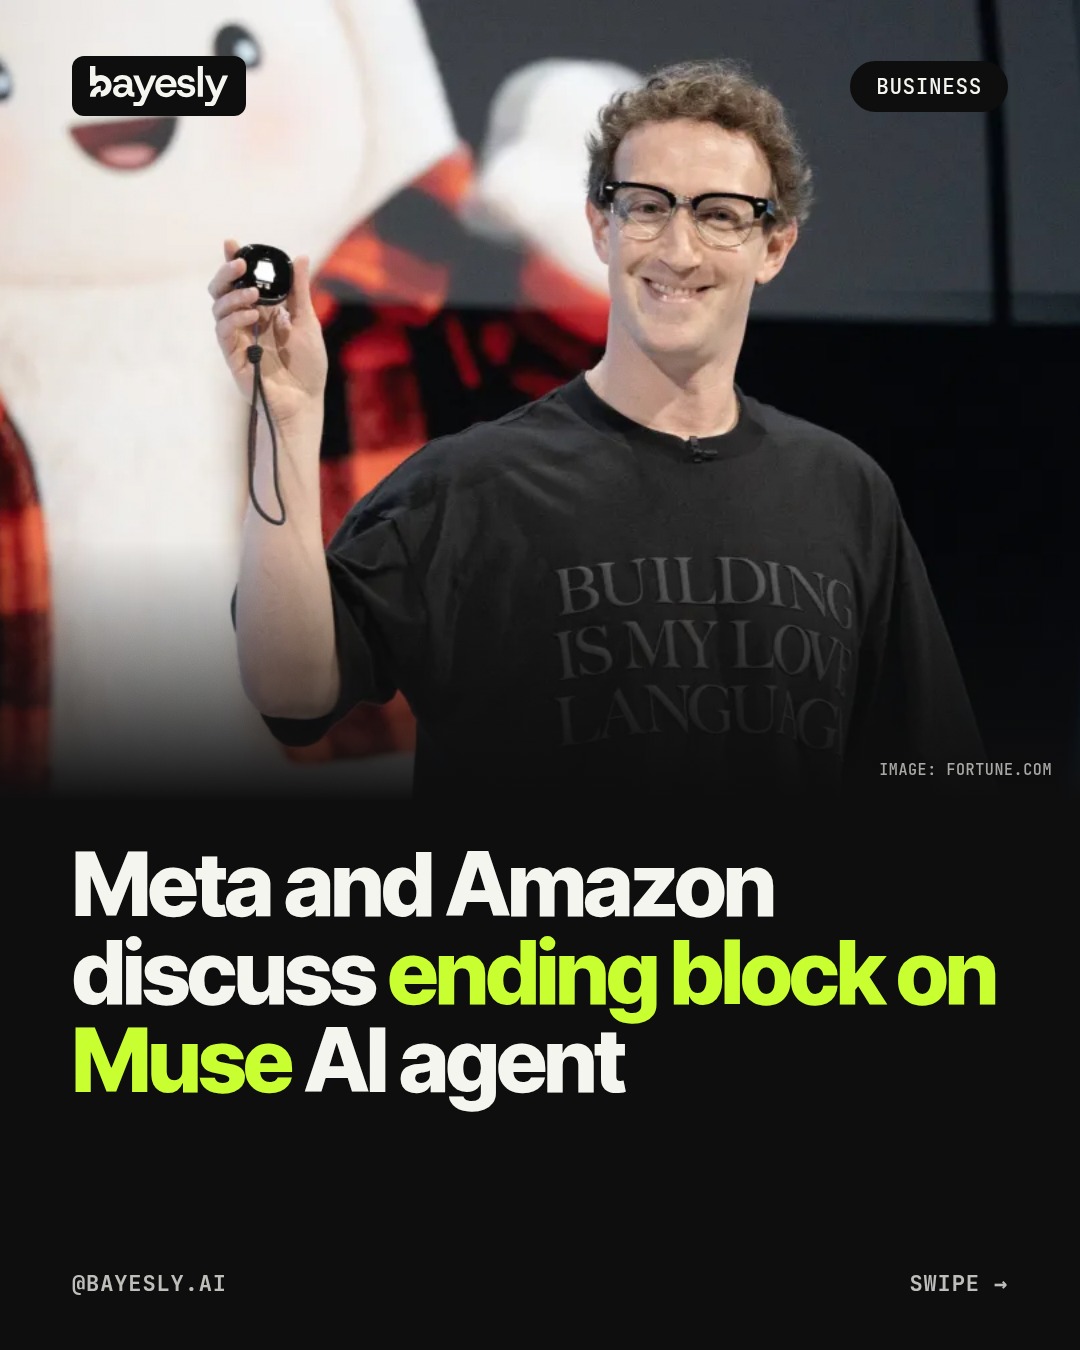 bayesly
BUSINESS
BUILDING
IS MY LOVE
LANGUAG
IMAGE: FORTUNE.COM
Meta and Amazon
discuss ending block on
Muse AI agent
@BAYESLY.AI
SWIPE →